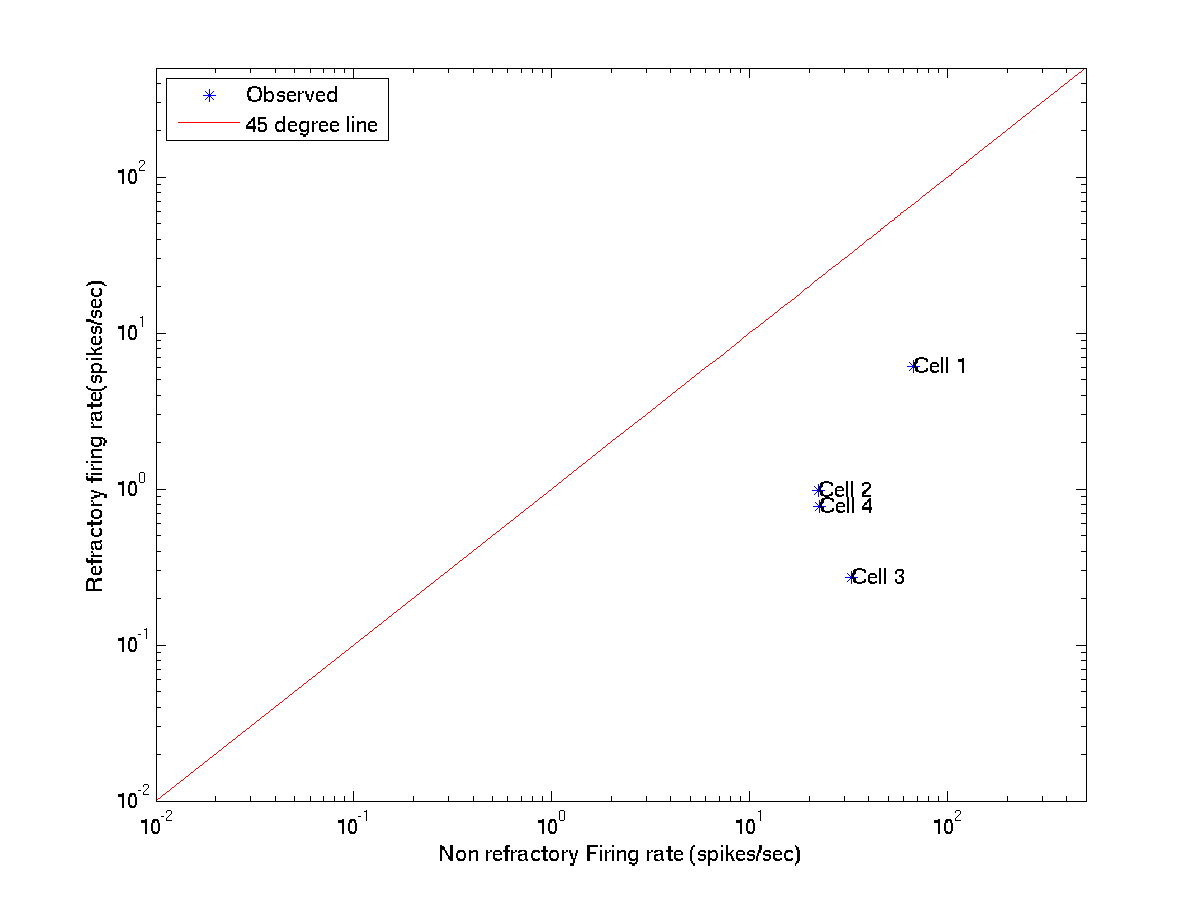 Observed
45 degree line
10^2
10^1
10^0
10^-1
10^-2
Refractory firing rate(spikes/sec)
Cell 1
Cell 2
Cell 4
Cell 3
10^-2
10^-1
10^0
10^1
10^2
Non refractory Firing rate (spikes/sec)